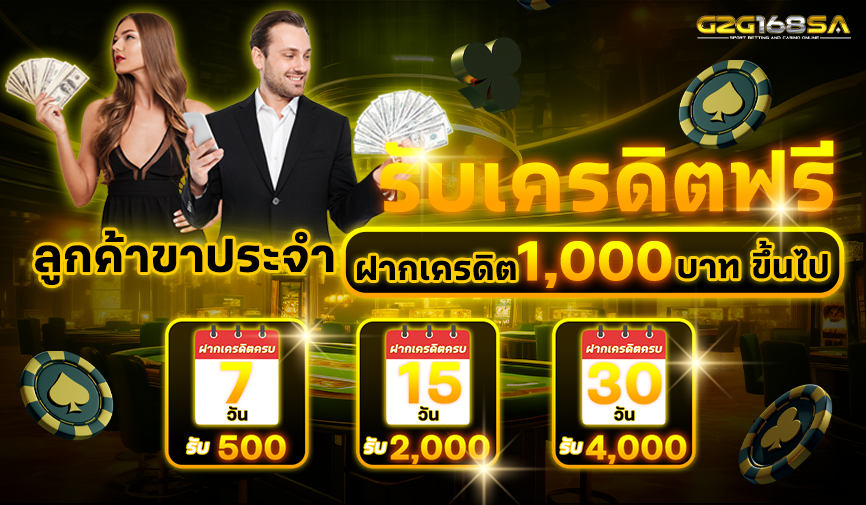 G2G168SA
SPORT BETTING AND CASINO ONLINE
รับเครดิตฟรี
ลูกค้าขาประจำ
ฝากเครดิต 1,000 บาท ขึ้นไป
ฝากเครดิตครบ
7
วัน
รับ 500
ฝากเครดิตครบ
15
วัน
รับ 2,000
ฝากเครดิตครบ
30
วัน
รับ 4,000